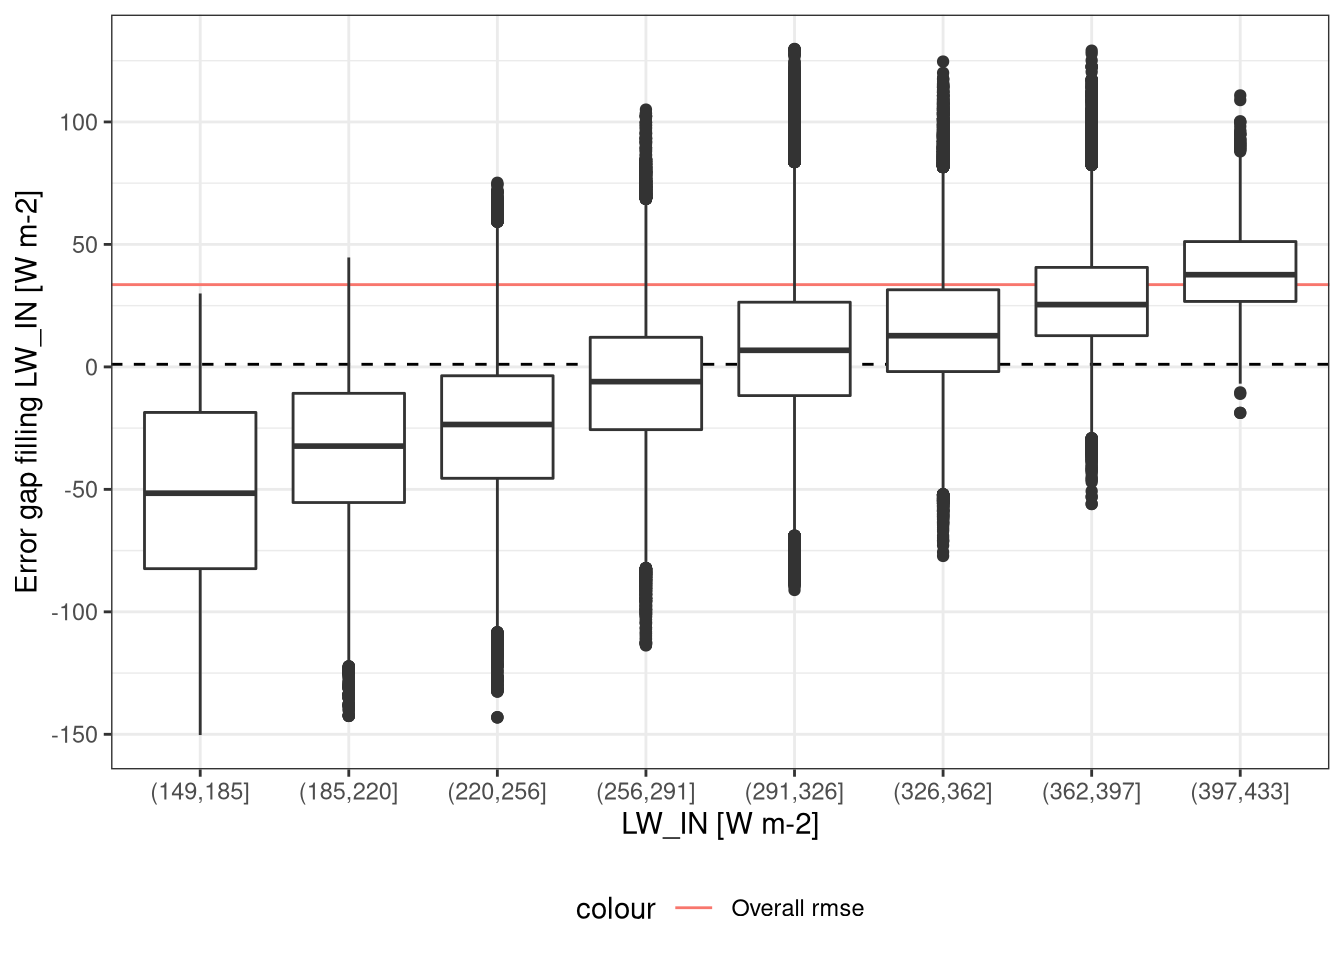 Error gap filling LW_IN [W m-2]
100
50
0
-50
-100
-150
(149,185] (185,220] (220,256] (256,291] (291,326] (326,362] (362,397] (397,433]
LW_IN [W m-2]
colour Overall rmse